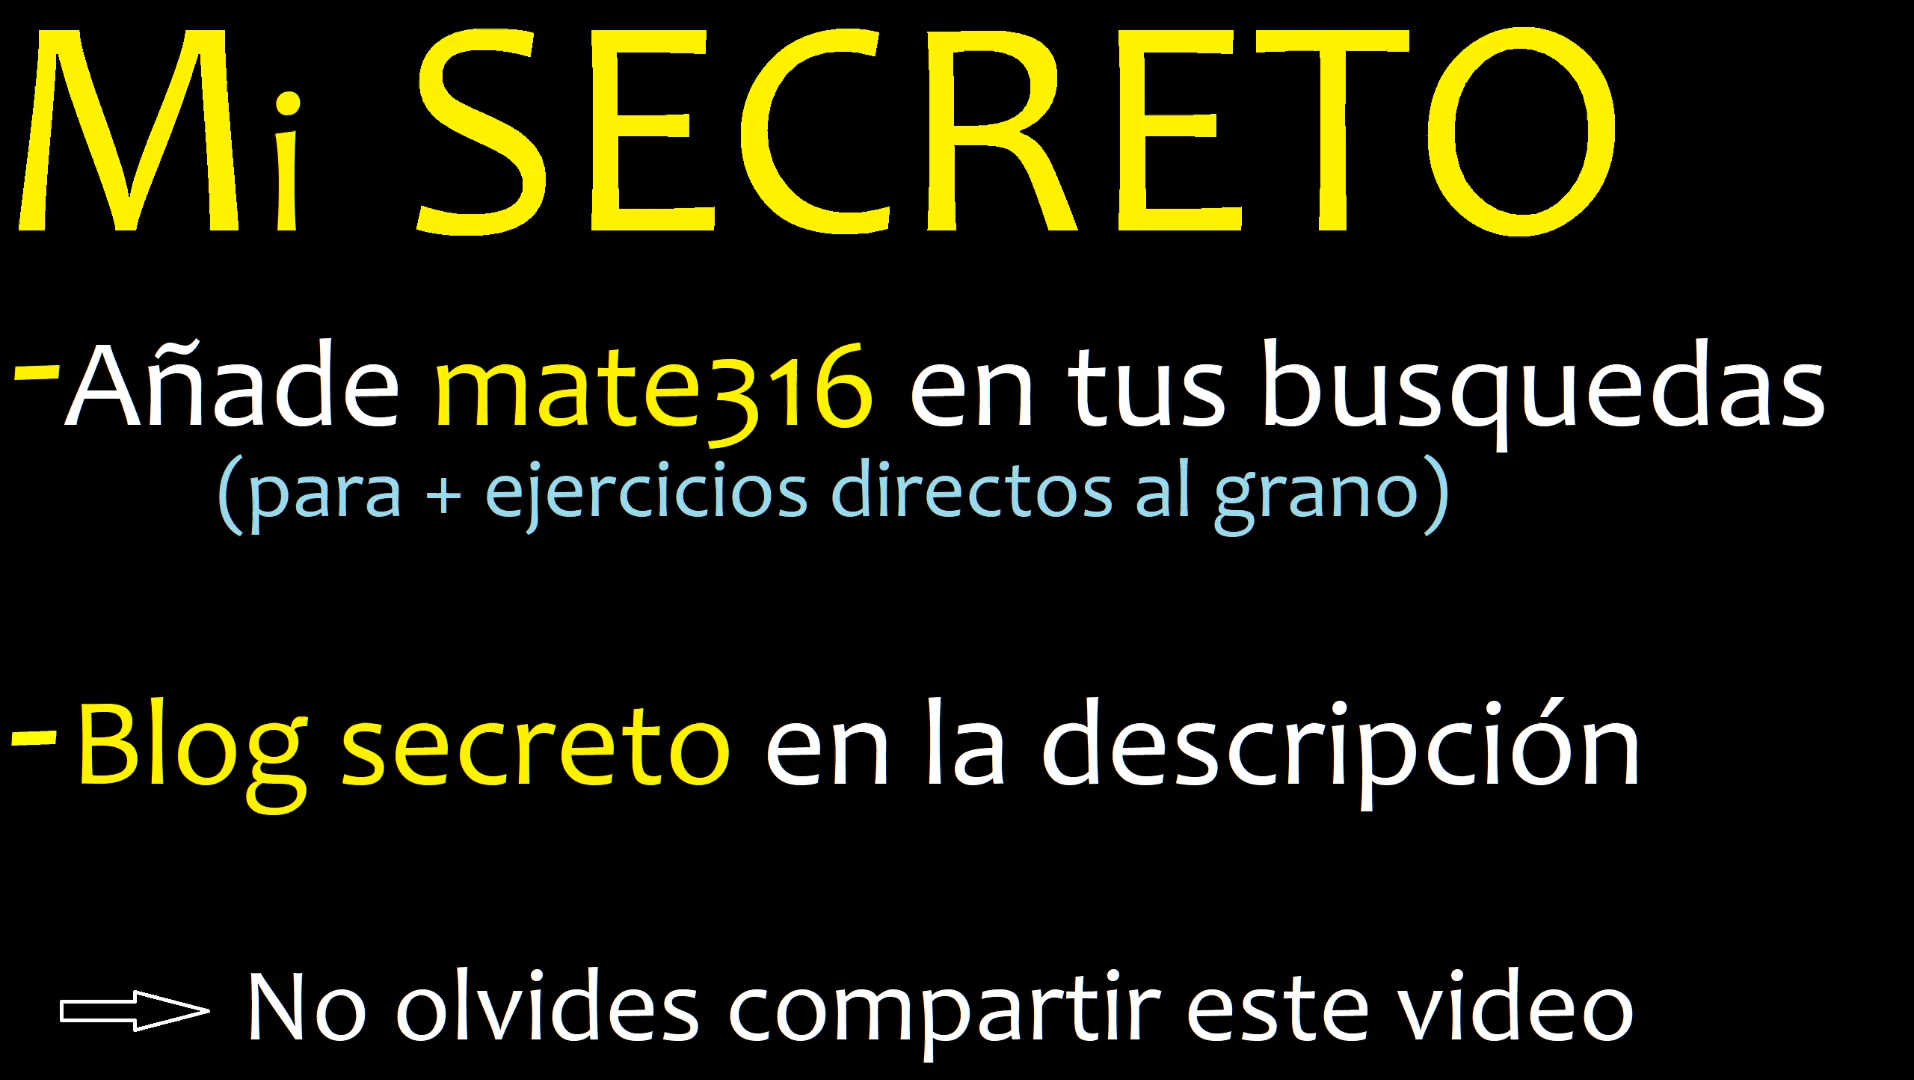 Mi SECRETO
-Añade mate316 en tus busquedas
(para + ejercicios directos al grano)
-Blog secreto en la descripción
No olvides compartir este video